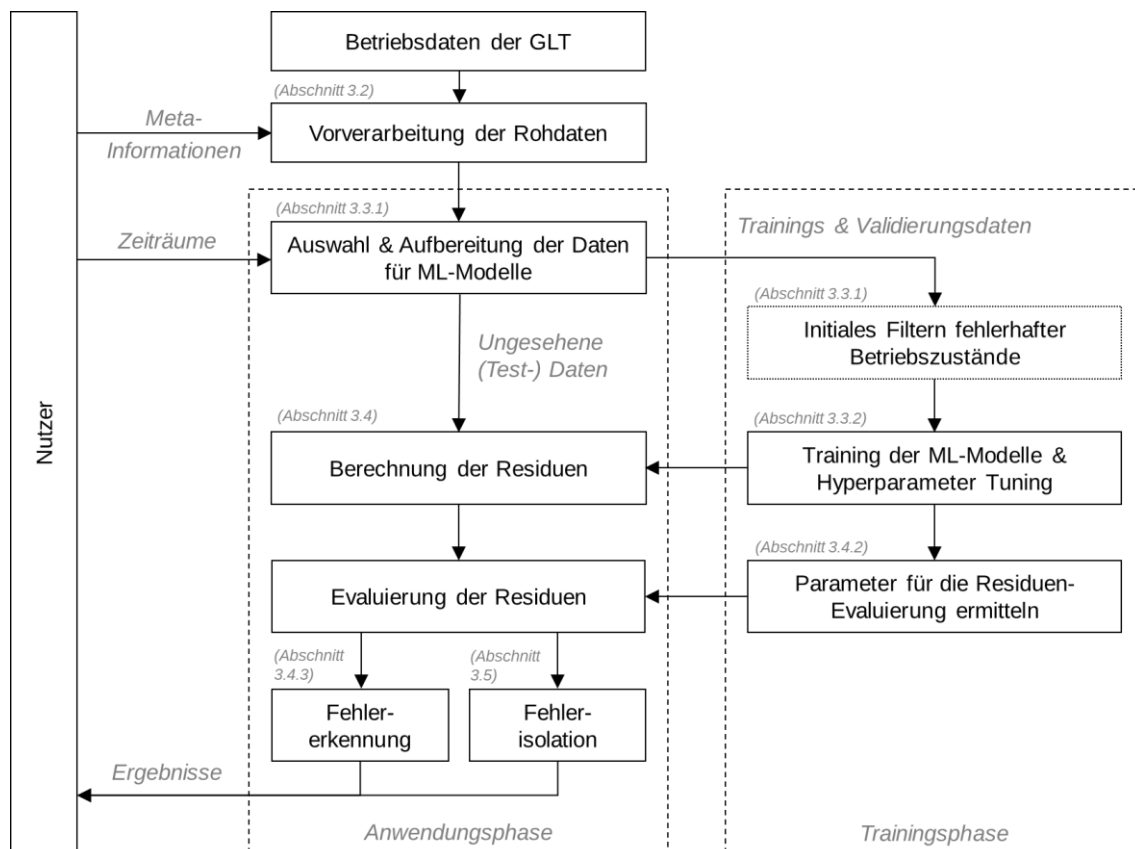 Betriebsdaten der GLT
(Abschnitt 3.2)
Meta-
Informationen
Vorverarbeitung der Rohdaten
(Abschnitt 3.3.1)
Zeiträume
Auswahl & Aufbereitung der Daten
für ML-Modelle
Trainings & Validierungsdaten
(Abschnitt 3.3.1)
Initiales Filtern fehlerhafter
Betriebszustände
Ungesehene
(Test-) Daten
Nutzer
(Abschnitt 3.4)
Berechnung der Residuen
(Abschnitt 3.3.2)
Training der ML-Modelle &
Hyperparameter Tuning
Evaluierung der Residuen
(Abschnitt 3.4.2)
Parameter für die Residuen-
Evaluierung ermitteln
(Abschnitt
3.4.3)
Fehler-
erkennung
(Abschnitt
3.5)
Fehler-
isolation
Ergebnisse
Anwendungsphase
Trainingsphase